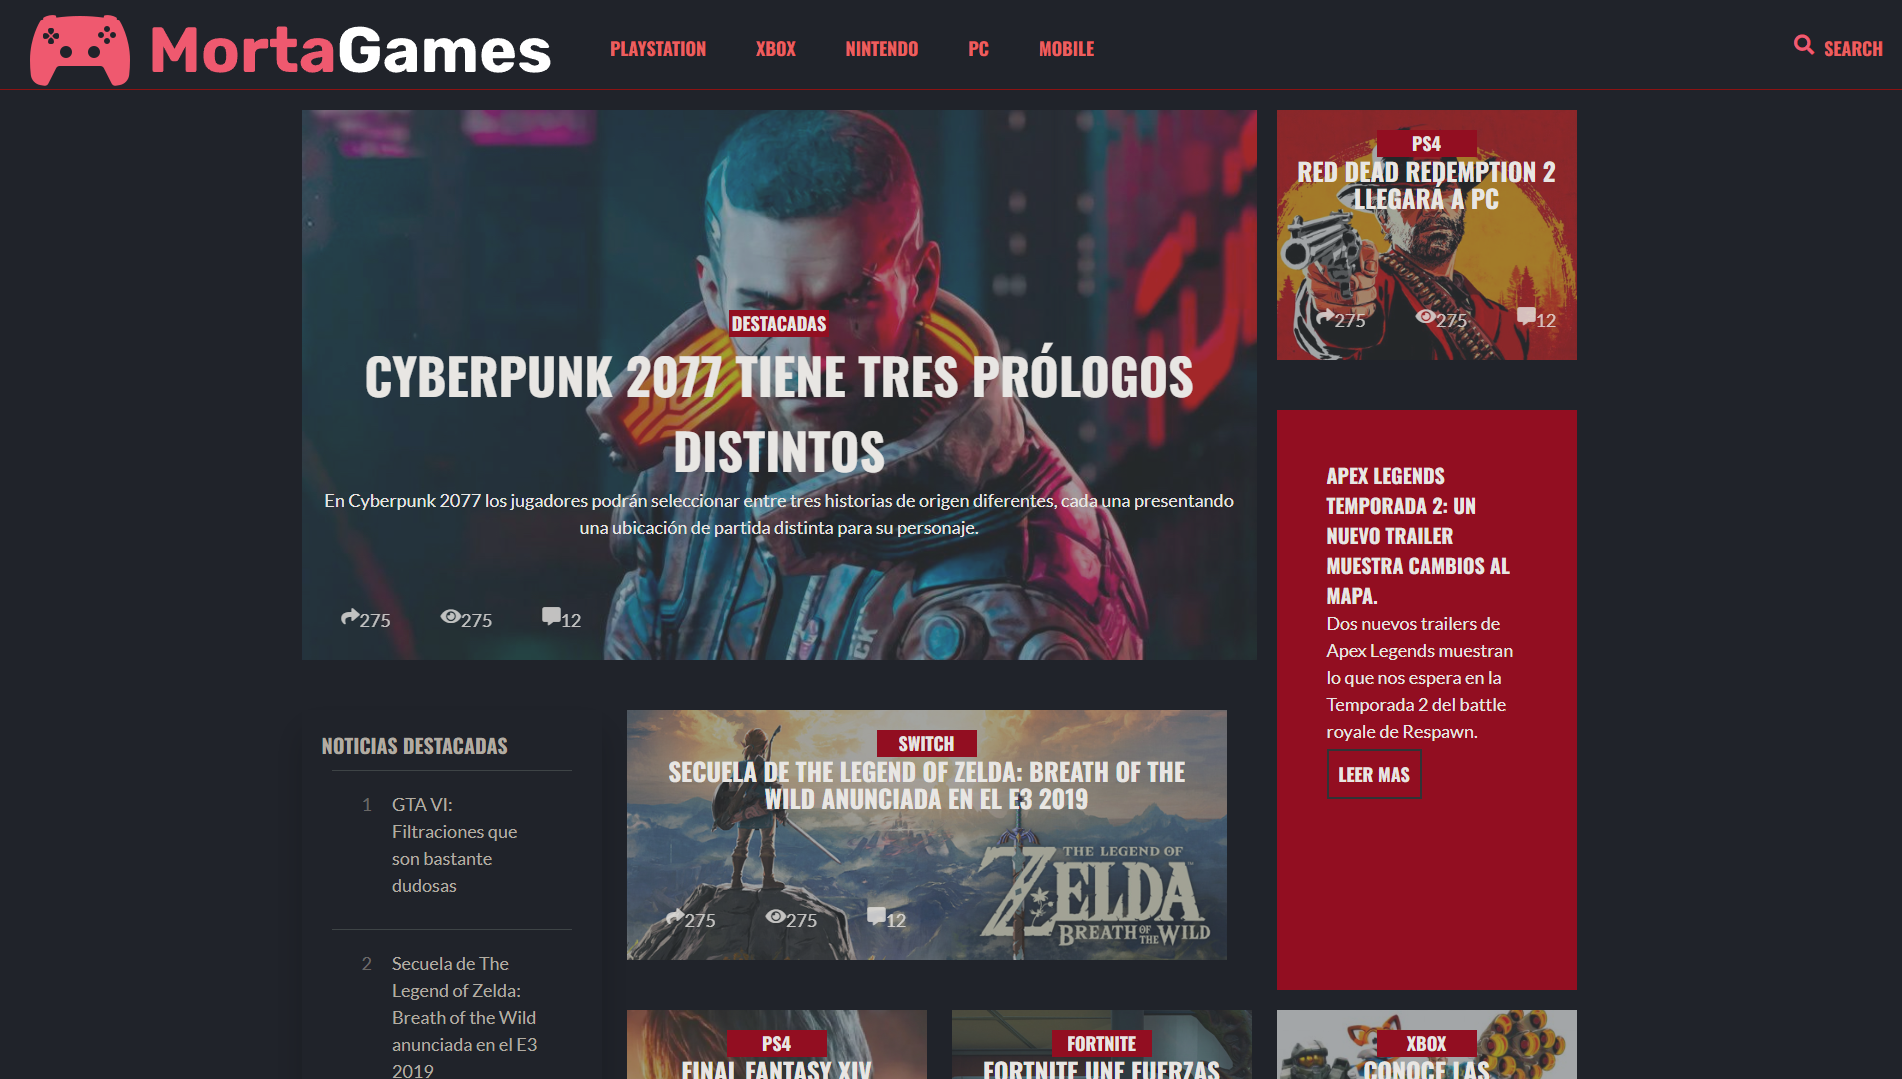 MortaGames
PLAYSTATION
XBOX
NINTENDO
PC
MOBILE
SEARCH
DESTACADAS
CYBERPUNK 2077 TIENE TRES PRÓLOGOS
DISTINTOS
En Cyberpunk 2077 los jugadores podrán seleccionar entre tres historias de origen diferentes, cada una presentando
una ubicación de partida distinta para su personaje.
275
275
12
PS4
RED DEAD REDEMPTION 2
LLEGARÁ A PC
275
275
12
APEX LEGENDS
TEMPORADA 2: UN
NUEVO TRAILER
MUESTRA CAMBIOS AL
MAPA.
Dos nuevos trailers de
Apex Legends muestran
lo que nos espera en la
Temporada 2 del battle
royale de Respawn.
LEER MAS
NOTICIAS DESTACADAS
1 GTA VI:
Filtraciones que
son bastante
dudosas
2 Secuela de The
Legend of Zelda:
Breath of the Wild
anunciada en el E3
2019
SWITCH
SECUELA DE THE LEGEND OF ZELDA: BREATH OF THE
WILD ANUNCIADA EN EL E3 2019
THE LEGEND OF
ZELDA
BREATH OF THE WILD
275
275
12
PS4
FINAL FANTASY XIV
FORTNITE
FORTNITE UNE FUERZAS
XBOX
CONOCE LAS